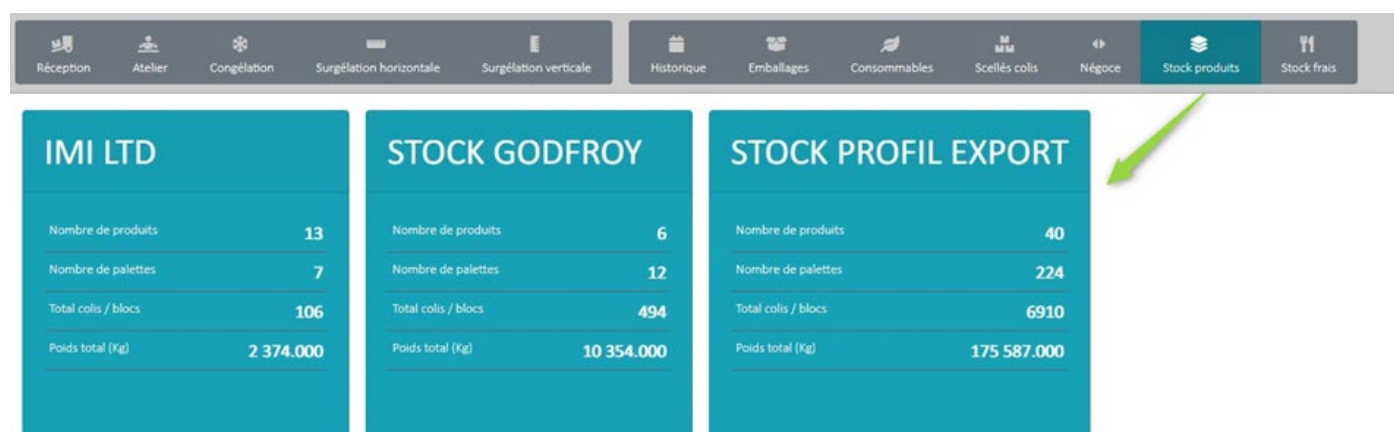 Réception Atelier Congélation Surgélation horizontale Surgélation verticale Historique Emballages Consommables Scellés colis Négoce Stock produits Stock frais
IMI LTD
Nombre de produits 13
Nombre de palettes 7
Total colis / blocs 106
Poids total (Kg) 2 374.000
STOCK GODFROY
Nombre de produits 6
Nombre de palettes 12
Total colis / blocs 494
Poids total (Kg) 10 354.000
STOCK PROFIL EXPORT
Nombre de produits 40
Nombre de palettes 224
Total colis / blocs 6910
Poids total (Kg) 175 587.000